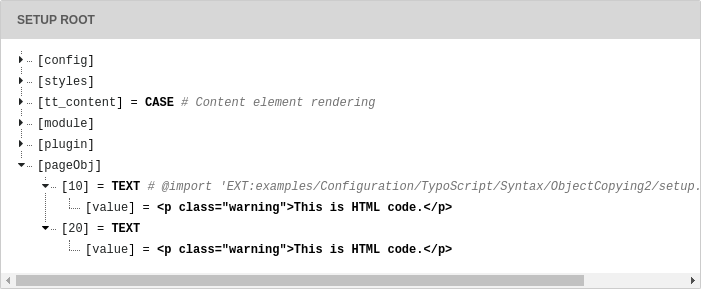 SETUP ROOT
[config]
[styles]
[tt_content] = CASE # Content element rendering
[module]
[plugin]
[pageObj]
[10] = TEXT # @import 'EXT:examples/Configuration/TypoScript/Syntax/ObjectCopying2/setup.
[value] = <p class="warning">This is HTML code.</p>
[20] = TEXT
[value] = <p class="warning">This is HTML code.</p>